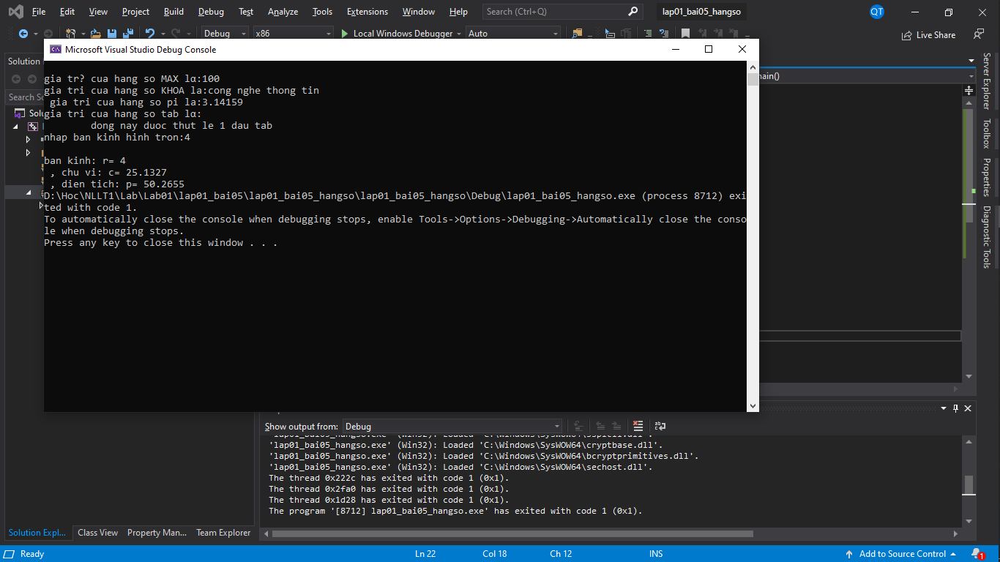 File Edit View Project Build Debug Test Analyze Tools Extensions Window Help Search (Ctrl+Q) lap01_bai05_hangso QT
Debug x86 Local Windows Debugger Auto Live Share
Microsoft Visual Studio Debug Console
Solution
Search So
Solu
main()
gia tr? cua hang so MAX lα:100
gia tri cua hang so KHOA la:cong nghe thong tin
gia tri cua hang so pi la:3.14159
gia tri cua hang so tab lα:
dong nay duoc thut le 1 dau tab
nhap ban kinh hinh tron:4
ban kinh: r= 4
, chu vi: c= 25.1327
, dien tich: p= 50.2655
D:\Hoc\NLLT1\Lab\Lab01\lap01_bai05\lap01_bai05_hangso\lap01_bai05_hangso\Debug\lap01_bai05_hangso.exe (process 8712) exi
ted with code 1.
To automatically close the console when debugging stops, enable Tools->Options->Debugging->Automatically close the conso
le when debugging stops.
Press any key to close this window . . .
Server Explorer
Toolbox
Properties
Diagnostic Tools
Show output from: Debug
'lap01_bai05_hangso.exe' (Win32): Loaded 'C:\Windows\SysWOW64\sspicli.dll'.
'lap01_bai05_hangso.exe' (Win32): Loaded 'C:\Windows\SysWOW64\cryptbase.dll'.
'lap01_bai05_hangso.exe' (Win32): Loaded 'C:\Windows\SysWOW64\bcryptprimitives.dll'.
'lap01_bai05_hangso.exe' (Win32): Loaded 'C:\Windows\SysWOW64\sechost.dll'.
The thread 0x222c has exited with code 1 (0x1).
The thread 0x2fa0 has exited with code 1 (0x1).
The thread 0x1d28 has exited with code 1 (0x1).
The program '[8712] lap01_bai05_hangso.exe' has exited with code 1 (0x1).
Solution Expl... Class View Property Man... Team Explorer
Ready Ln 22 Col 18 Ch 12 INS Add to Source Control 1